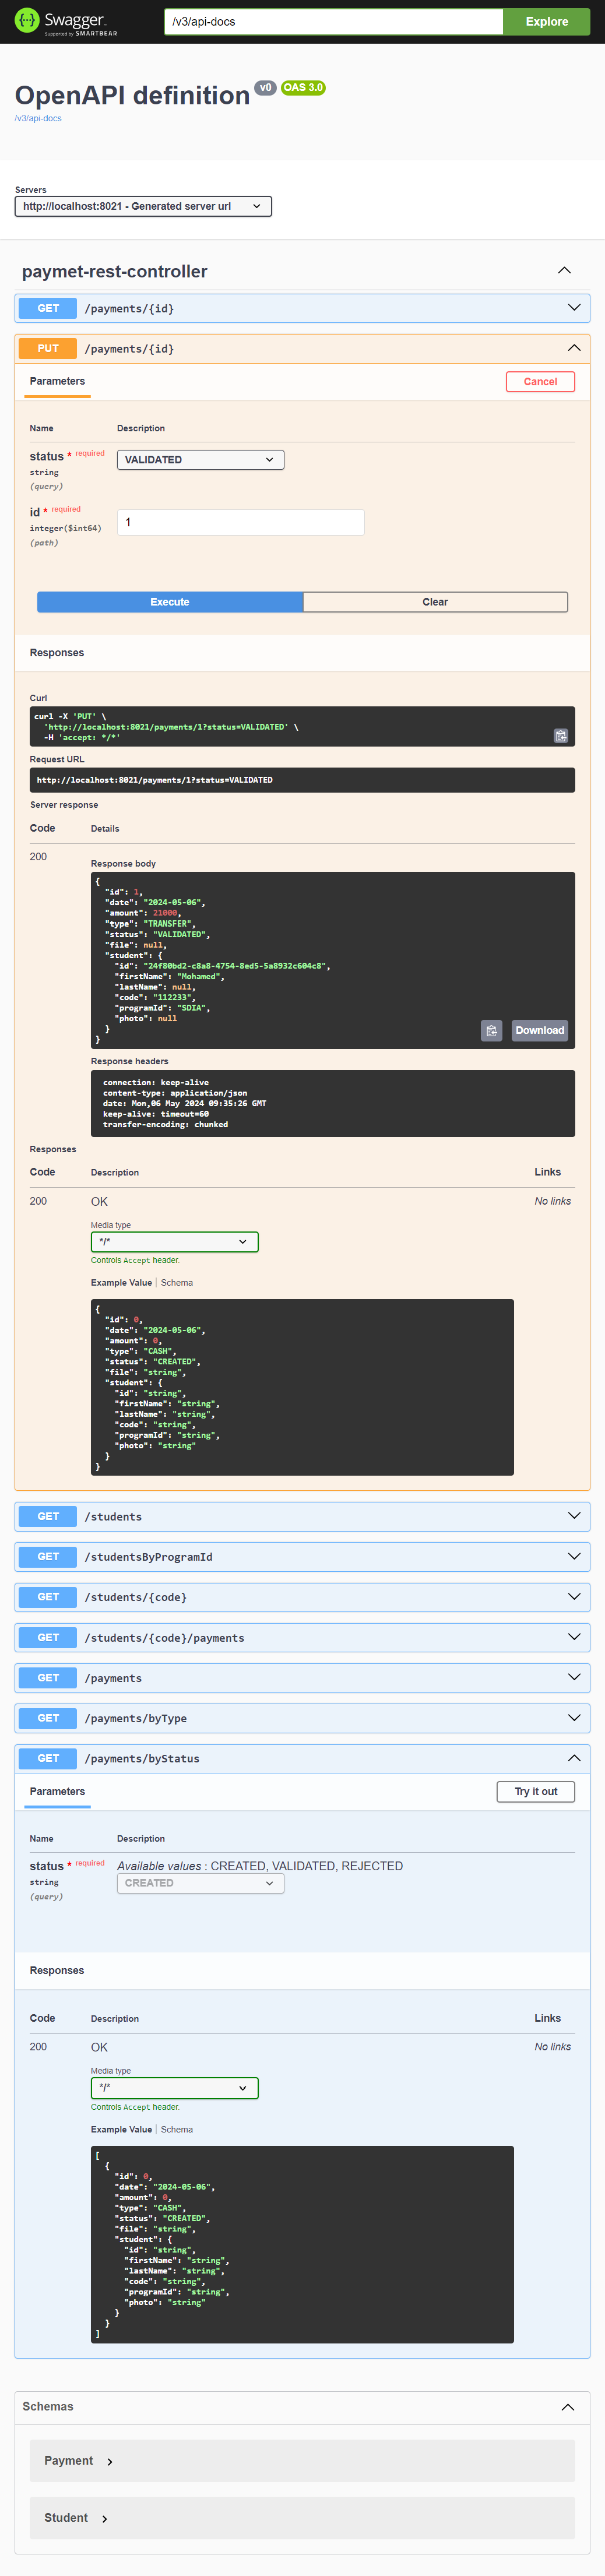 Swagger.
Supported by SMARTBEAR
/v3/api-docs
Explore
OpenAPI definition v0 OAS 3.0
/v3/api-docs
Servers
http://localhost:8021 - Generated server url
paymet-rest-controller
GET /payments/{id}
PUT /payments/{id}
Parameters
Cancel
Name Description
status * required
VALIDATED
string
(query)
id * required
1
integer($int64)
(path)
Execute Clear
Responses
Curl
curl -X 'PUT' \
'http://localhost:8021/payments/1?status=VALIDATED' \
-H 'accept: */*'
Request URL
http://localhost:8021/payments/1?status=VALIDATED
Server response
Code Details
200
Response body
{
"id": 1,
"date": "2024-05-06",
"amount": 21000,
"type": "TRANSFER",
"status": "VALIDATED",
"file": null,
"student": {
"id": "24f80bd2-c8a8-4754-8ed5-5a8932c604c8",
"firstName": "Mohamed",
"lastName": null,
"code": "112233",
"programId": "SDIA",
"photo": null
}
}
Download
Response headers
connection: keep-alive
content-type: application/json
date: Mon,06 May 2024 09:35:26 GMT
keep-alive: timeout=60
transfer-encoding: chunked
Responses
Code Description Links
200 OK No links
Media type
*/*
Controls Accept header.
Example Value | Schema
{
"id": 0,
"date": "2024-05-06",
"amount": 0,
"type": "CASH",
"status": "CREATED",
"file": "string",
"student": {
"id": "string",
"firstName": "string",
"lastName": "string",
"code": "string",
"programId": "string",
"photo": "string"
}
}
GET /students
GET /studentsByProgramId
GET /students/{code}
GET /students/{code}/payments
GET /payments
GET /payments/byType
GET /payments/byStatus
Parameters
Try it out
Name Description
status * required
Available values : CREATED, VALIDATED, REJECTED
string
CREATED
(query)
Responses
Code Description Links
200 OK No links
Media type
*/*
Controls Accept header.
Example Value | Schema
[
{
"id": 0,
"date": "2024-05-06",
"amount": 0,
"type": "CASH",
"status": "CREATED",
"file": "string",
"student": {
"id": "string",
"firstName": "string",
"lastName": "string",
"code": "string",
"programId": "string",
"photo": "string"
}
}
]
Schemas
Payment
Student